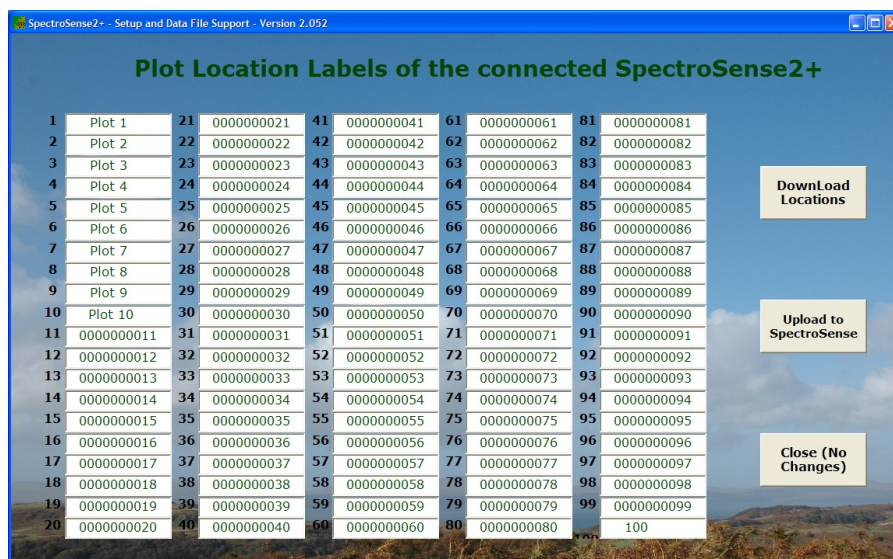 SpectroSense2+ - Setup and Data File Support - Version 2.052
Plot Location Labels of the connected SpectroSense2+
1 Plot 1 21 0000000021 41 0000000041 61 0000000061 81 0000000081
2 Plot 2 22 0000000022 42 0000000042 62 0000000062 82 0000000082
3 Plot 3 23 0000000023 43 0000000043 63 0000000063 83 0000000083
4 Plot 4 24 0000000024 44 0000000044 64 0000000064 84 0000000084
5 Plot 5 25 0000000025 45 0000000045 65 0000000065 85 0000000085
6 Plot 6 26 0000000026 46 0000000046 66 0000000066 86 0000000086
7 Plot 7 27 0000000027 47 0000000047 67 0000000067 87 0000000087
8 Plot 8 28 0000000028 48 0000000048 68 0000000068 88 0000000088
9 Plot 9 29 0000000029 49 0000000049 69 0000000069 89 0000000089
10 Plot 10 30 0000000030 50 0000000050 70 0000000070 90 0000000090
11 0000000011 31 0000000031 51 0000000051 71 0000000071 91 0000000091
12 0000000012 32 0000000032 52 0000000052 72 0000000072 92 0000000092
13 0000000013 33 0000000033 53 0000000053 73 0000000073 93 0000000093
14 0000000014 34 0000000034 54 0000000054 74 0000000074 94 0000000094
15 0000000015 35 0000000035 55 0000000055 75 0000000075 95 0000000095
16 0000000016 36 0000000036 56 0000000056 76 0000000076 96 0000000096
17 0000000017 37 0000000037 57 0000000057 77 0000000077 97 0000000097
18 0000000018 38 0000000038 58 0000000058 78 0000000078 98 0000000098
19 0000000019 39 0000000039 59 0000000059 79 0000000079 99 0000000099
20 0000000020 40 0000000040 60 0000000060 80 0000000080 100
DownLoad
Locations
Upload to
SpectroSense
Close (No
Changes)